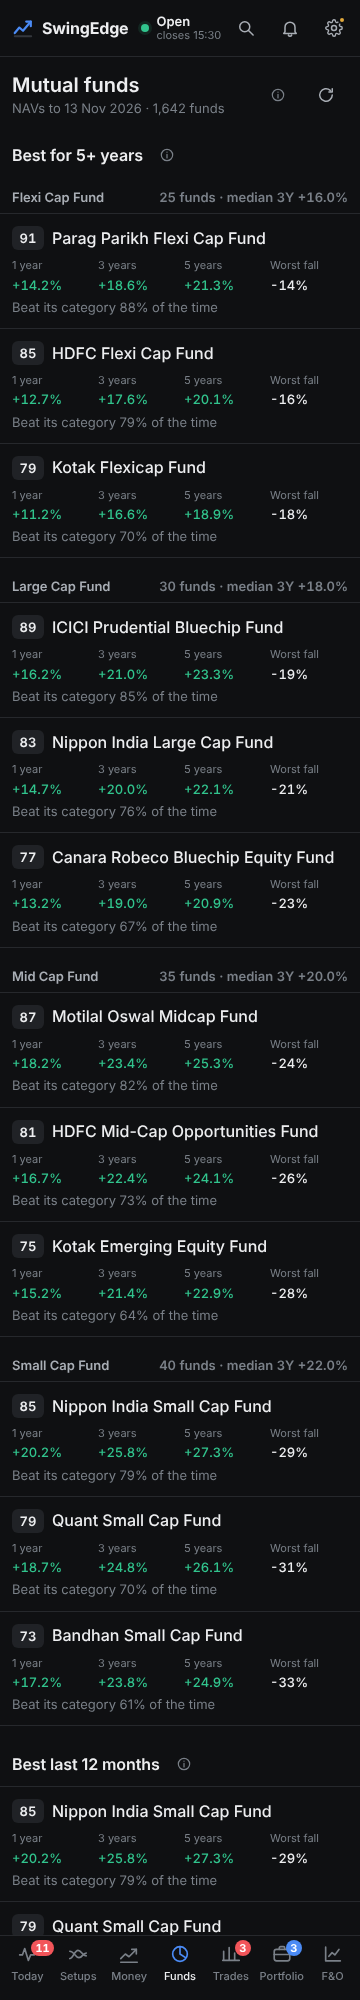 SwingEdge
Open
closes 15:30
Mutual funds
NAVs to 13 Nov 2026 · 1,642 funds
Best for 5+ years
Flexi Cap Fund 25 funds · median 3Y +16.0%
91 Parag Parikh Flexi Cap Fund
1 year 3 years 5 years Worst fall
+14.2% +18.6% +21.3% -14%
Beat its category 88% of the time
85 HDFC Flexi Cap Fund
1 year 3 years 5 years Worst fall
+12.7% +17.6% +20.1% -16%
Beat its category 79% of the time
79 Kotak Flexicap Fund
1 year 3 years 5 years Worst fall
+11.2% +16.6% +18.9% -18%
Beat its category 70% of the time
Large Cap Fund 30 funds · median 3Y +18.0%
89 ICICI Prudential Bluechip Fund
1 year 3 years 5 years Worst fall
+16.2% +21.0% +23.3% -19%
Beat its category 85% of the time
83 Nippon India Large Cap Fund
1 year 3 years 5 years Worst fall
+14.7% +20.0% +22.1% -21%
Beat its category 76% of the time
77 Canara Robeco Bluechip Equity Fund
1 year 3 years 5 years Worst fall
+13.2% +19.0% +20.9% -23%
Beat its category 67% of the time
Mid Cap Fund 35 funds · median 3Y +20.0%
87 Motilal Oswal Midcap Fund
1 year 3 years 5 years Worst fall
+18.2% +23.4% +25.3% -24%
Beat its category 82% of the time
81 HDFC Mid-Cap Opportunities Fund
1 year 3 years 5 years Worst fall
+16.7% +22.4% +24.1% -26%
Beat its category 73% of the time
75 Kotak Emerging Equity Fund
1 year 3 years 5 years Worst fall
+15.2% +21.4% +22.9% -28%
Beat its category 64% of the time
Small Cap Fund 40 funds · median 3Y +22.0%
85 Nippon India Small Cap Fund
1 year 3 years 5 years Worst fall
+20.2% +25.8% +27.3% -29%
Beat its category 79% of the time
79 Quant Small Cap Fund
1 year 3 years 5 years Worst fall
+18.7% +24.8% +26.1% -31%
Beat its category 70% of the time
73 Bandhan Small Cap Fund
1 year 3 years 5 years Worst fall
+17.2% +23.8% +24.9% -33%
Beat its category 61% of the time
Best last 12 months
85 Nippon India Small Cap Fund
1 year 3 years 5 years Worst fall
+20.2% +25.8% +27.3% -29%
Beat its category 79% of the time
79 Quant Small Cap Fund
11 3 3
Today Setups Money Funds Trades Portfolio F&O